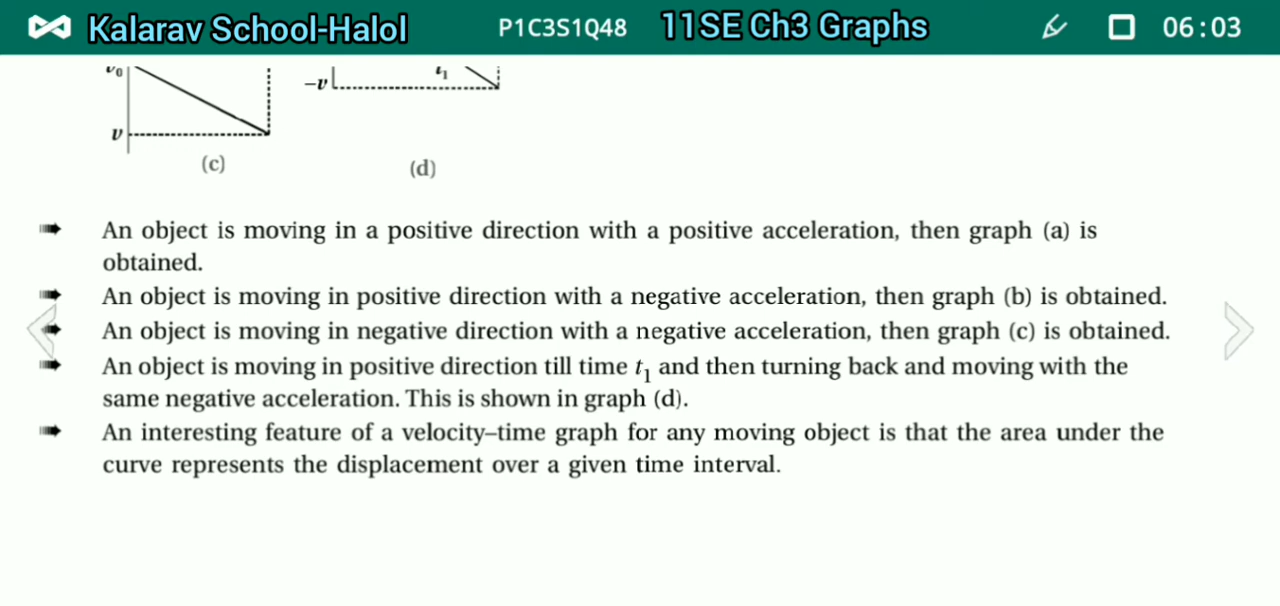 Kalarav School-Halol P1C3S1Q48 11SE Ch3 Graphs 06:03
v0 t1
-v
v
(c) (d)
An object is moving in a positive direction with a positive acceleration, then graph (a) is
obtained.
An object is moving in positive direction with a negative acceleration, then graph (b) is obtained.
An object is moving in negative direction with a negative acceleration, then graph (c) is obtained.
An object is moving in positive direction till time t1 and then turning back and moving with the
same negative acceleration. This is shown in graph (d).
An interesting feature of a velocity–time graph for any moving object is that the area under the
curve represents the displacement over a given time interval.